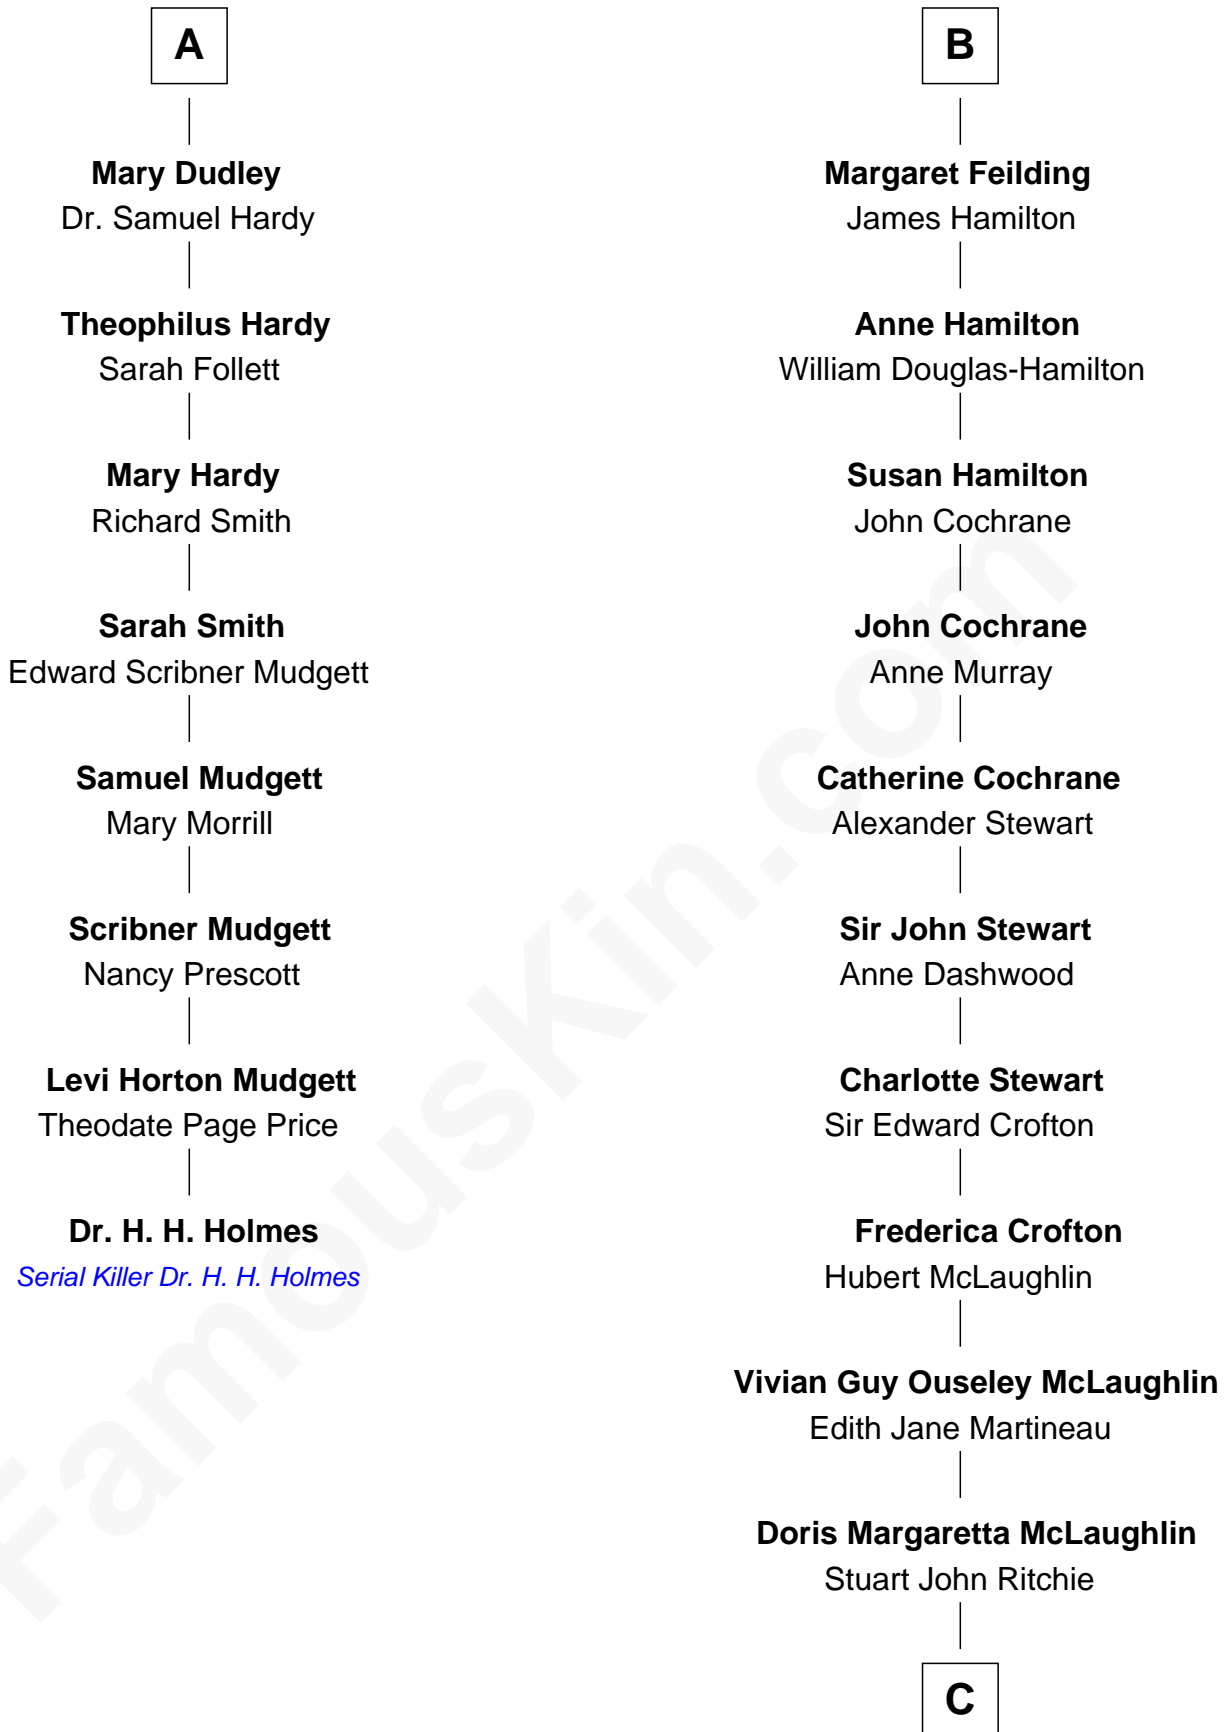 A
Mary Dudley
Dr. Samuel Hardy
Theophilus Hardy
Sarah Follett
Mary Hardy
Richard Smith
Sarah Smith
Edward Scribner Mudgett
Samuel Mudgett
Mary Morrill
Scribner Mudgett
Nancy Prescott
Levi Horton Mudgett
Theodate Page Price
Dr. H. H. Holmes
Serial Killer Dr. H. H. Holmes
B
Margaret Feilding
James Hamilton
Anne Hamilton
William Douglas-Hamilton
Susan Hamilton
John Cochrane
John Cochrane
Anne Murray
Catherine Cochrane
Alexander Stewart
Sir John Stewart
Anne Dashwood
Charlotte Stewart
Sir Edward Crofton
Frederica Crofton
Hubert McLaughlin
Vivian Guy Ouseley McLaughlin
Edith Jane Martineau
Doris Margaretta McLaughlin
Stuart John Ritchie
C
FamousKin.com